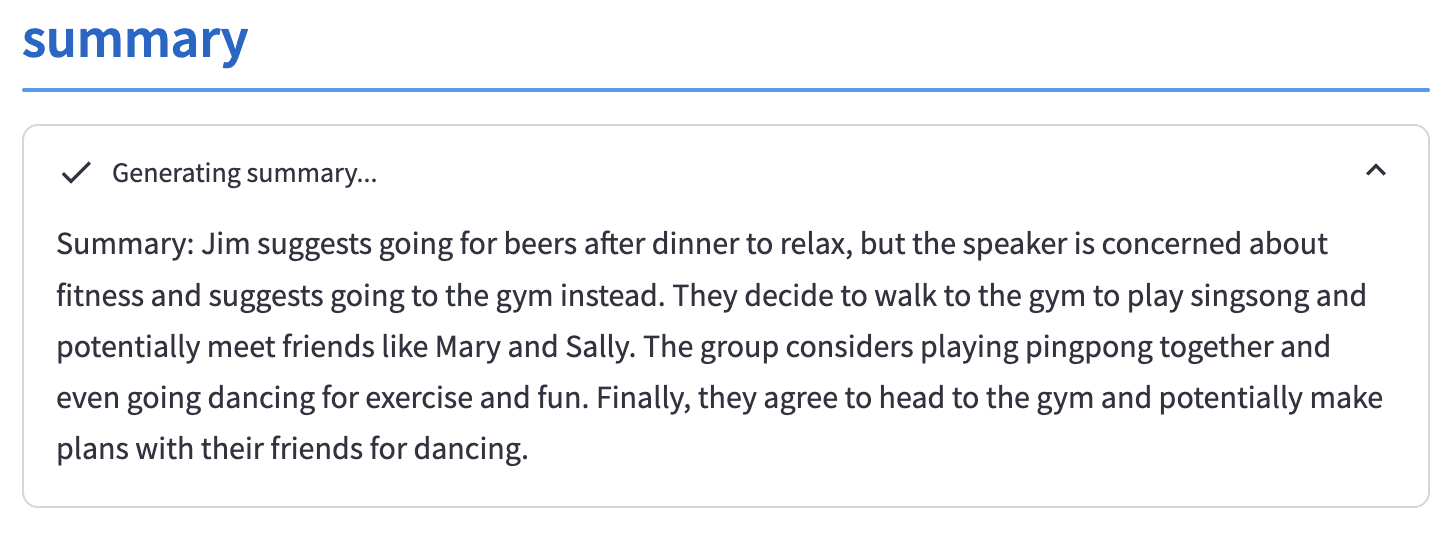 summary
Generating summary...
Summary: Jim suggests going for beers after dinner to relax, but the speaker is concerned about
fitness and suggests going to the gym instead. They decide to walk to the gym to play singsong and
potentially meet friends like Mary and Sally. The group considers playing pingpong together and
even going dancing for exercise and fun. Finally, they agree to head to the gym and potentially make
plans with their friends for dancing.